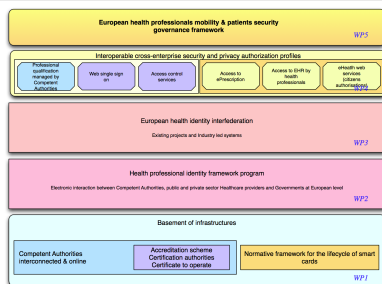 European health professionals mobility & patients security
governance framework
WP5
Interoperable cross-enterprise security and privacy authorization profiles
Professional
qualification
managed by
Competent
Authorities
Web single sign
on
Access control
services
Access to
ePrescription
Access to EHR by
health
professionals
eHealth web
services
(citizens
authorisations)
WP4
European health identity interfederation
Existing projects and Industry led systems
WP3
Health professional identity framework program
Electronic interaction between Competent Authorities, public and private sector Healthcare providers and Governments at European level
WP2
Basement of infrastructures
Competent Authorities
interconnected & online
Accreditation scheme
Certification authorities
Certificate to operate
Normative framework for the lifecycle of smart
cards
WP1